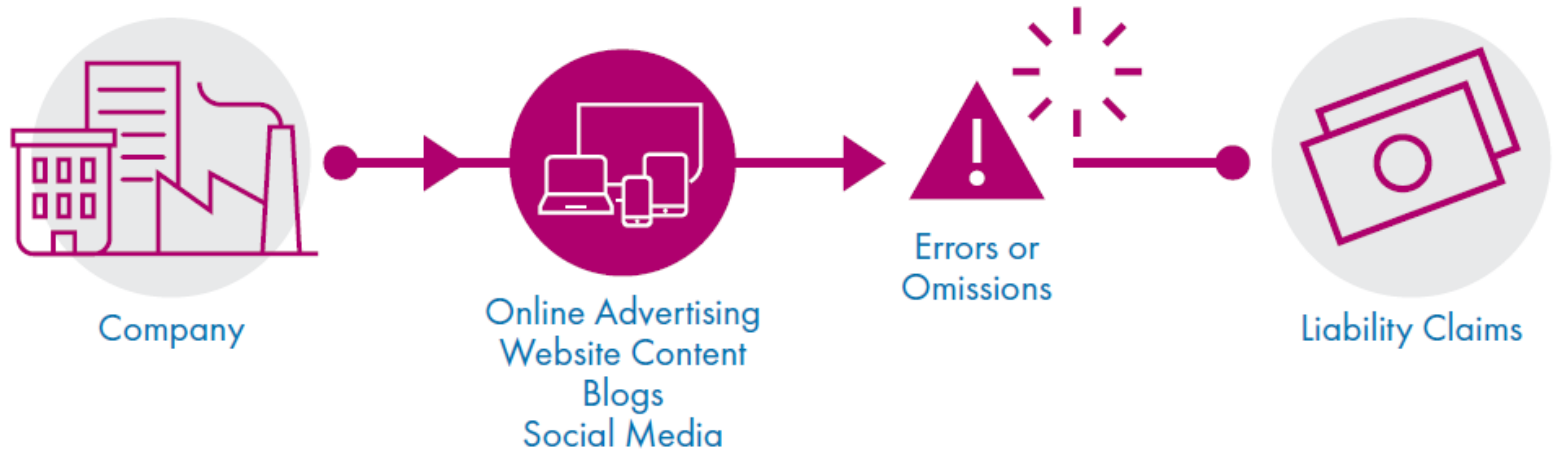 Company
Online Advertising
Website Content
Blogs
Social Media
Errors or
Omissions
Liability Claims